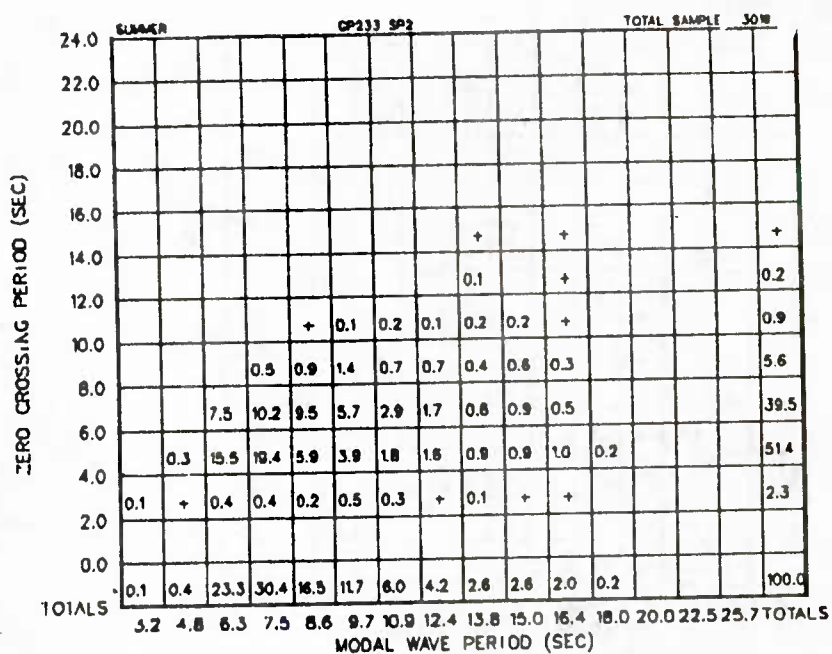 SUMMER GP233 SP2 TOTAL SAMPLE
24.0
22.0
20.0
18.0
16.0
+ + +
14.0
0.1 + 0.2
12.0
+ 0.1 0.2 0.1 0.2 0.2 + 0.9
10.0
0.5 0.9 1.4 0.7 0.7 0.4 0.6 0.3 5.6
8.0
7.5 10.2 9.5 5.7 2.9 1.7 0.9 0.5 39.5
6.0
0.3 15.5 19.4 5.9 3.9 1.8 1.6 0.9 0.9 1.0 0.2 51.4
4.0
0.1 + 0.4 0.4 0.2 0.5 0.3 + 0.1 + + 2.3
2.0
0.0
0.1 0.4 23.3 30.4 16.5 11.7 6.0 4.2 2.6 2.6 2.0 0.2 100.0
TOTALS
3.2 4.8 6.3 7.5 8.6 9.7 10.9 12.4 13.8 15.0 16.4 18.0 20.0 22.5 25.7 TOTALS
MODAL WAVE PERIOD (SEC)
ZERO CROSSING PERIOD (SEC)